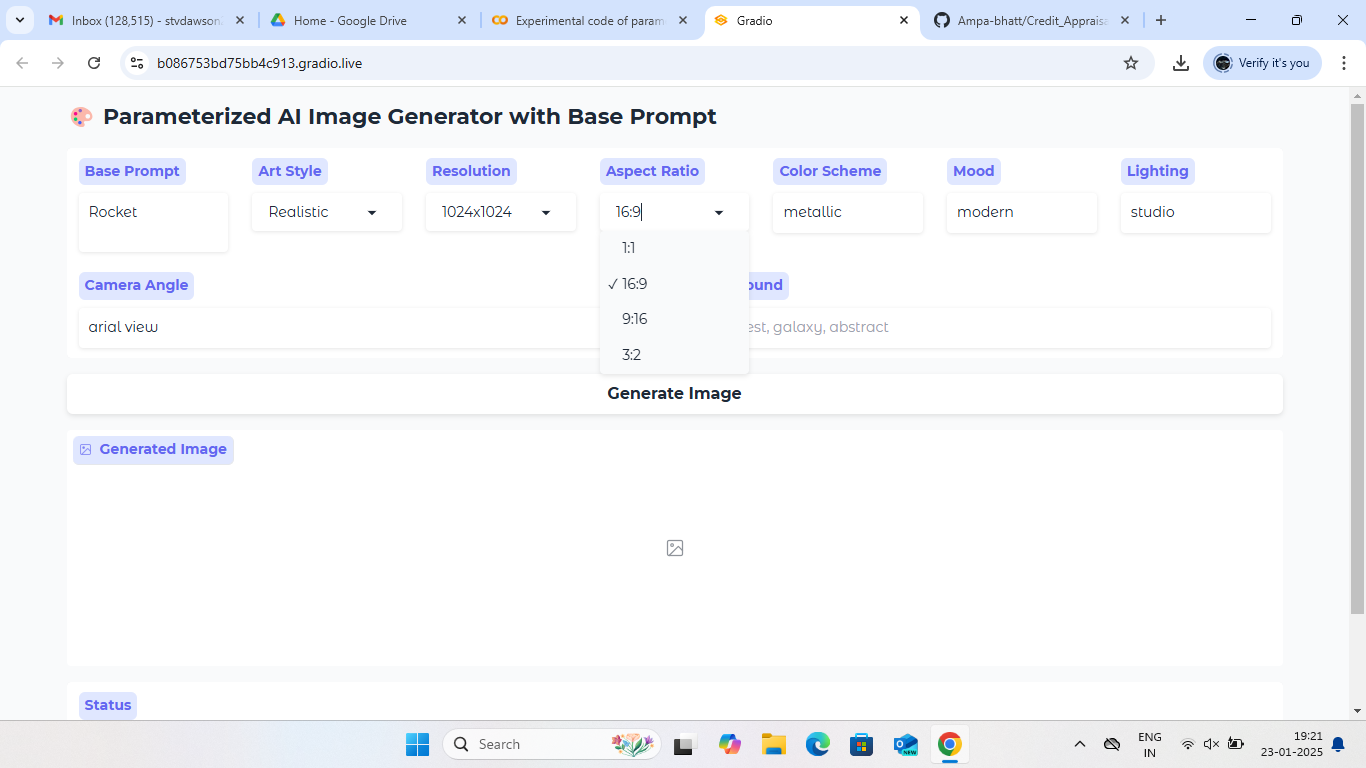 Inbox (128,515) - stvdawson
Home - Google Drive
Experimental code of param
Gradio
Ampa-bhatt/Credit_Appraisa
b086753bd75bb4c913.gradio.live
Verify it's you
Parameterized AI Image Generator with Base Prompt
Base Prompt
Art Style
Resolution
Aspect Ratio
Color Scheme
Mood
Lighting
Rocket
Realistic
1024x1024
16:9
metallic
modern
studio
1:1
✓ 16:9
9:16
3:2
Camera Angle
ound
arial view
est, galaxy, abstract
Generate Image
Generated Image
Status
Search
ENG
IN
19:21
23-01-2025